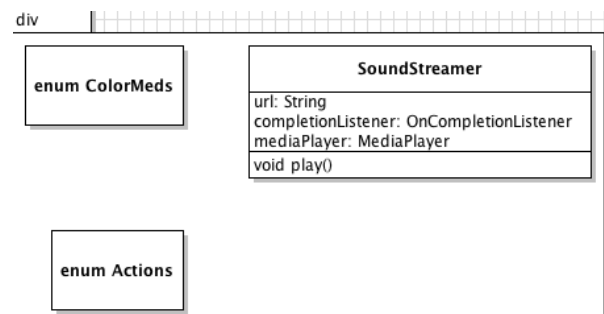 div
enum ColorMeds
SoundStreamer
url: String
completionListener: OnCompletionListener
mediaPlayer: MediaPlayer
void play()
enum Actions